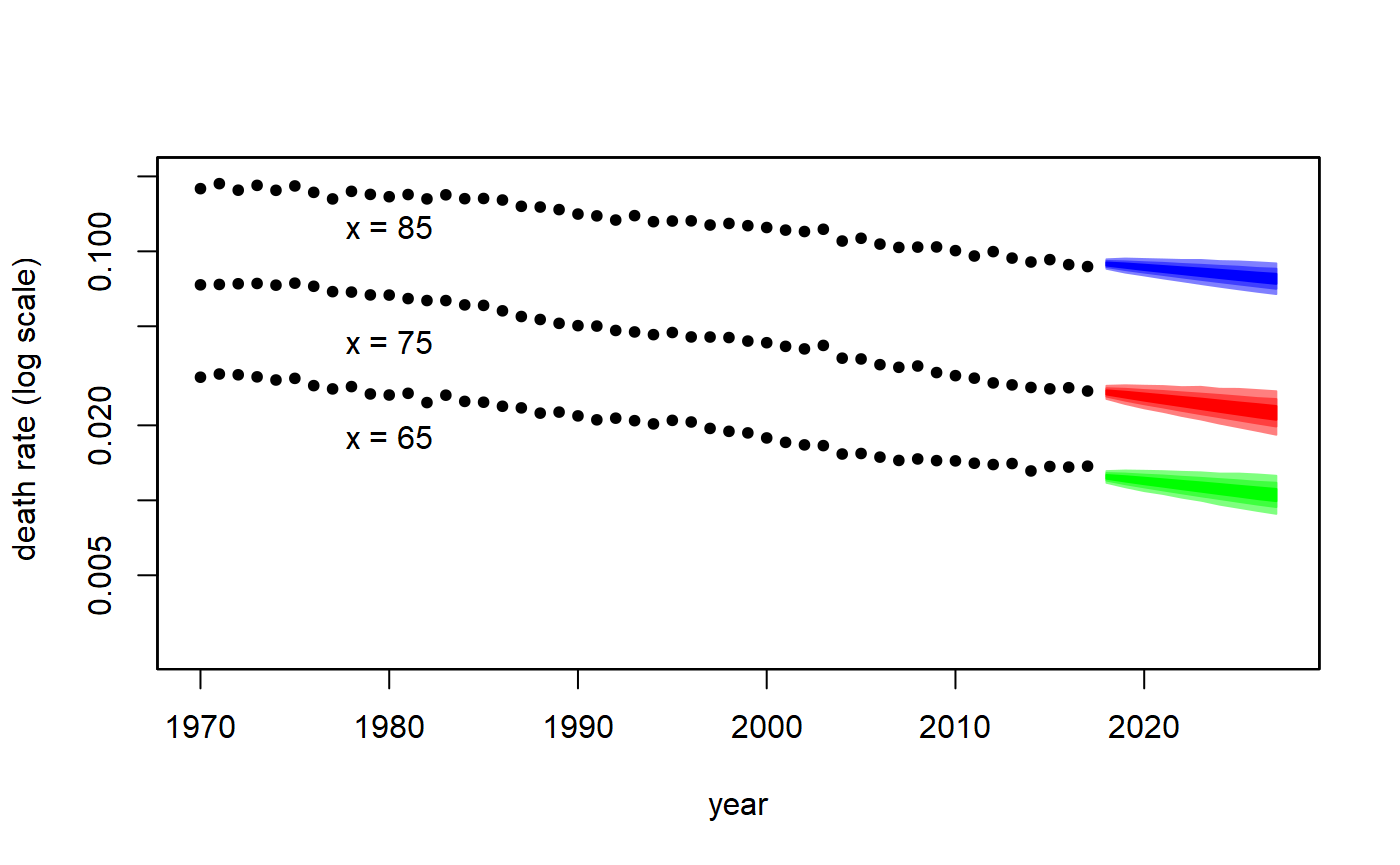 death rate (log scale)
0.100
0.020
0.005
x = 85
x = 75
x = 65
1970 1980 1990 2000 2010 2020
year